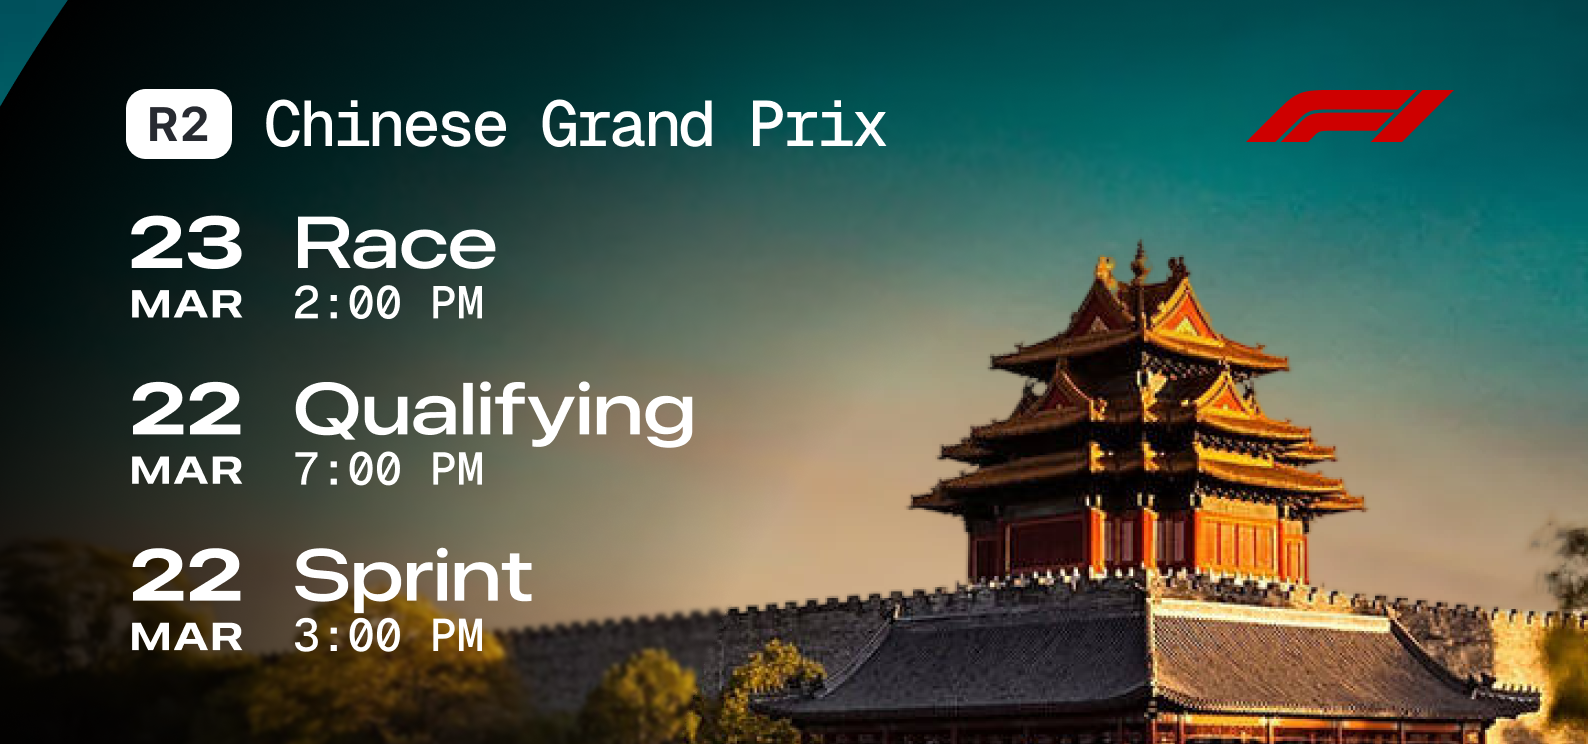 R2 Chinese Grand Prix
F1
23 Race
MAR 2:00 PM
22 Qualifying
MAR 7:00 PM
22 Sprint
MAR 3:00 PM